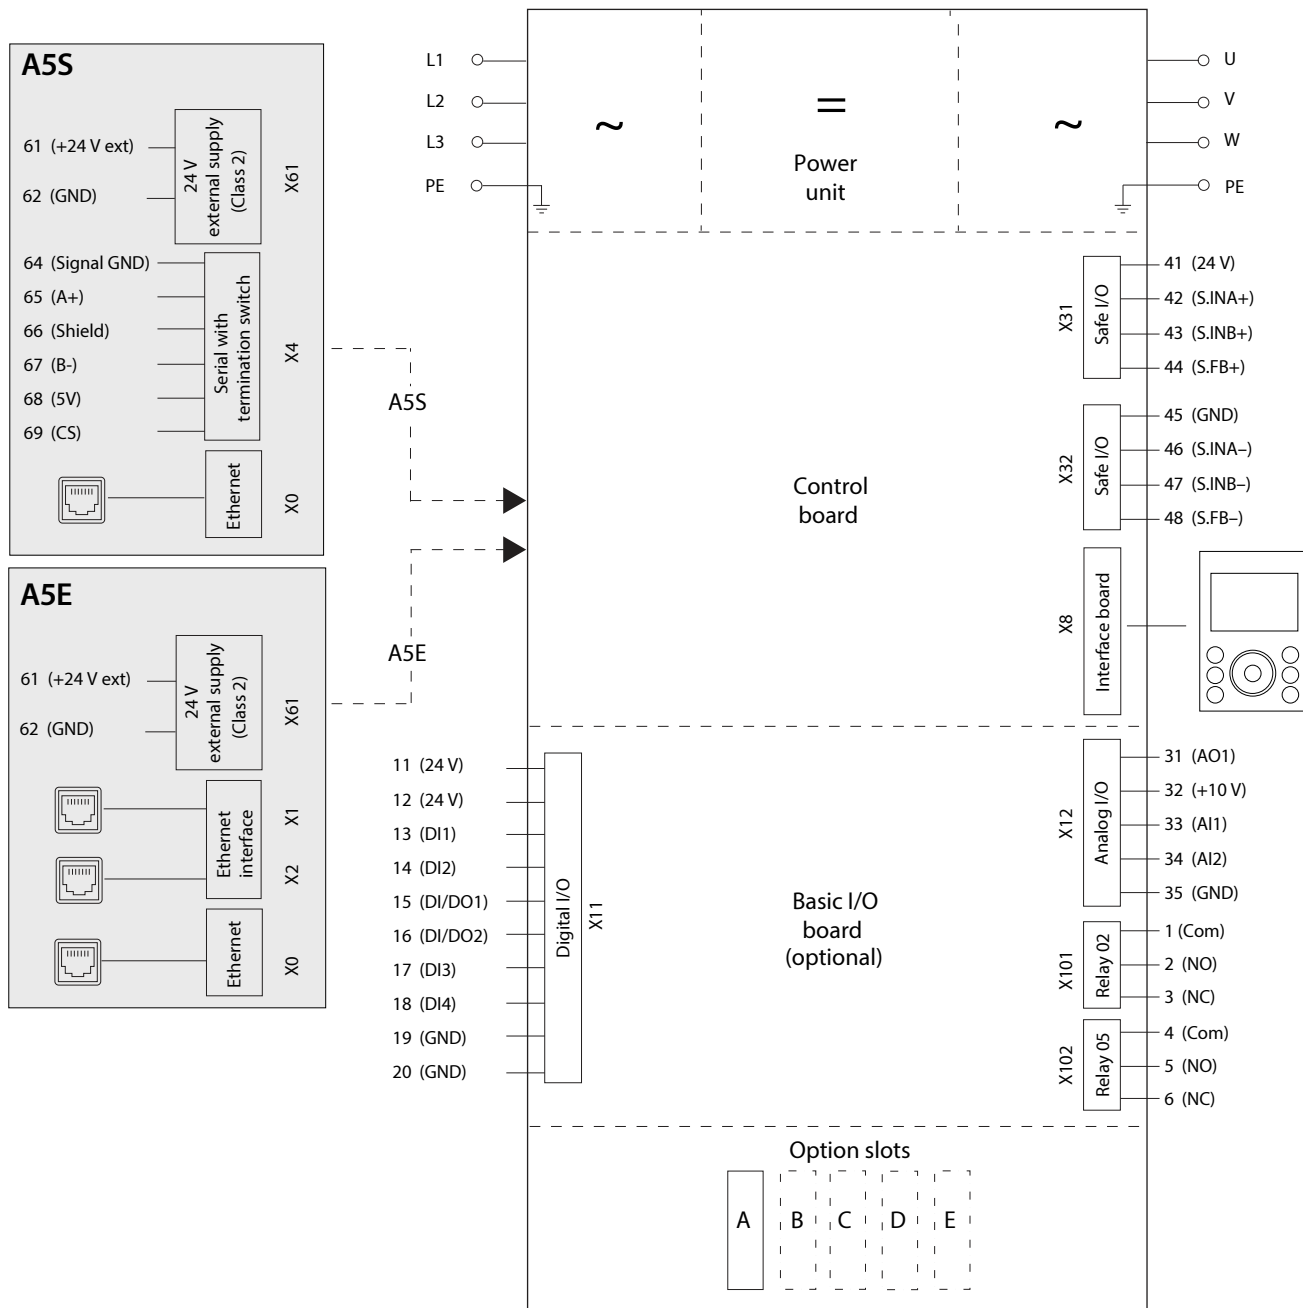 A5S
61 (+24 V ext)
62 (GND)
24 V
external supply
(Class 2)
X61
64 (Signal GND)
65 (A+)
66 (Shield)
67 (B-)
68 (5V)
69 (CS)
Serial with
termination switch
X4
Ethernet
X0
A5E
61 (+24 V ext)
62 (GND)
24 V
external supply
(Class 2)
X61
Ethernet
interface
X1
X2
Ethernet
X0
A5S
A5E
L1
L2
L3
PE
~
=
~
Power
unit
U
V
W
PE
Control
board
X31
Safe I/O
41 (24 V)
42 (S.INA+)
43 (S.INB+)
44 (S.FB+)
X32
Safe I/O
45 (GND)
46 (S.INA–)
47 (S.INB–)
48 (S.FB–)
X8
Interface board
11 (24 V)
12 (24 V)
13 (DI1)
14 (DI2)
15 (DI/DO1)
16 (DI/DO2)
17 (DI3)
18 (DI4)
19 (GND)
20 (GND)
Digital I/O
X11
Basic I/O
board
(optional)
X12
Analog I/O
31 (AO1)
32 (+10 V)
33 (AI1)
34 (AI2)
35 (GND)
X101
Relay 02
1 (Com)
2 (NO)
3 (NC)
X102
Relay 05
4 (Com)
5 (NO)
6 (NC)
Option slots
A B C D E